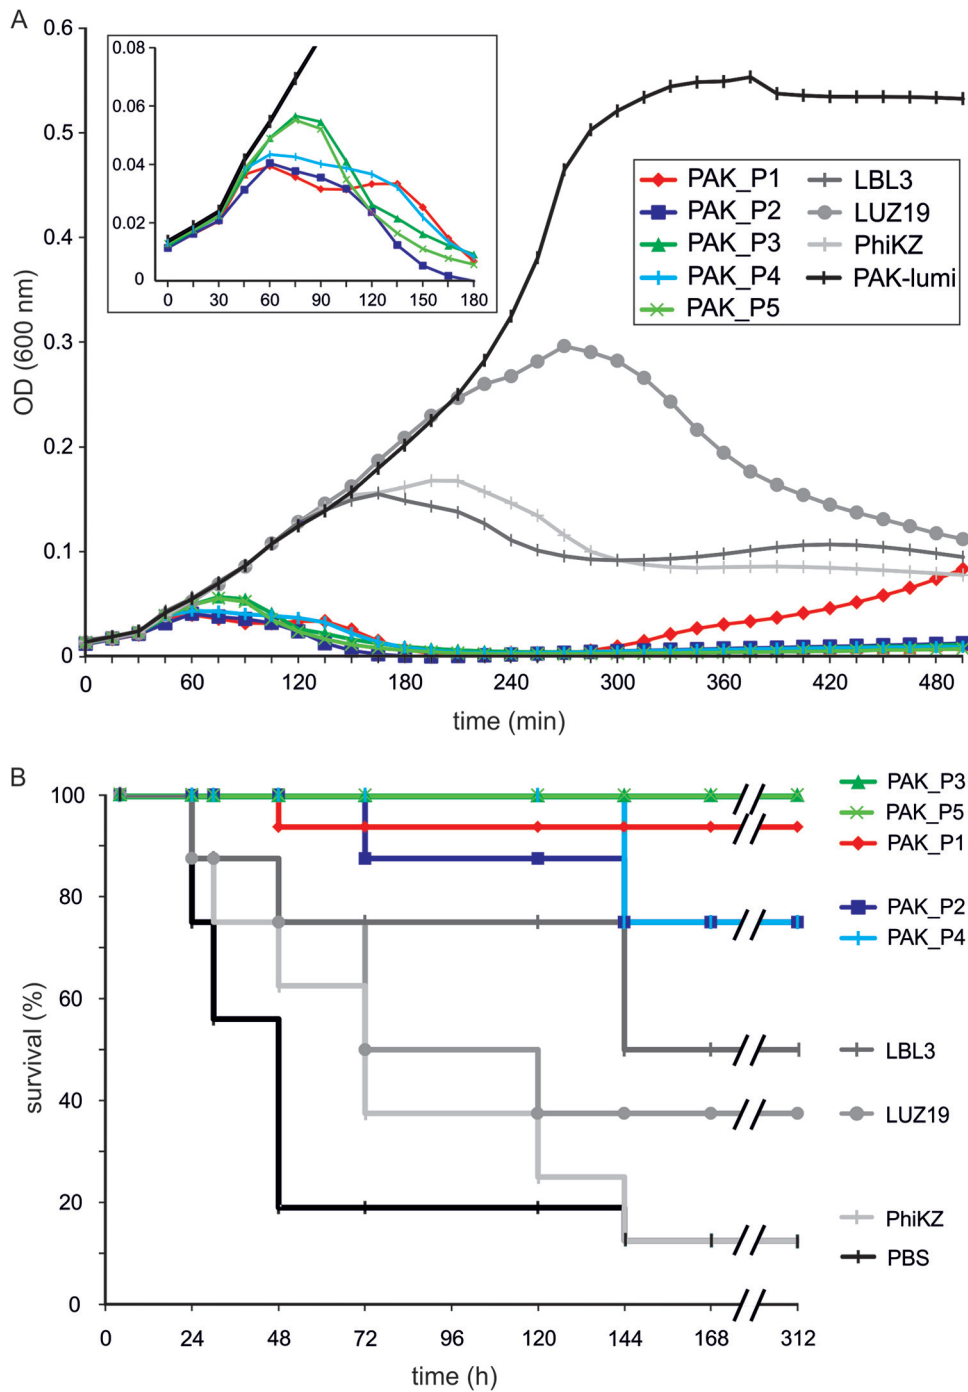 A
0.6
0.5
0.4
0.3
0.2
0.1
0
OD (600 nm)
0.08
0.06
0.04
0.02
0
0 30 60 90 120 150 180
PAK_P1 LBL3
PAK_P2 LUZ19
PAK_P3 PhiKZ
PAK_P4 PAK-lumi
PAK_P5
0 60 120 180 240 300 360 420 480
time (min)
B
100
80
60
40
20
0
survival (%)
PAK_P3
PAK_P5
PAK_P1
PAK_P2
PAK_P4
LBL3
LUZ19
PhiKZ
PBS
0 24 48 72 96 120 144 168 312
time (h)